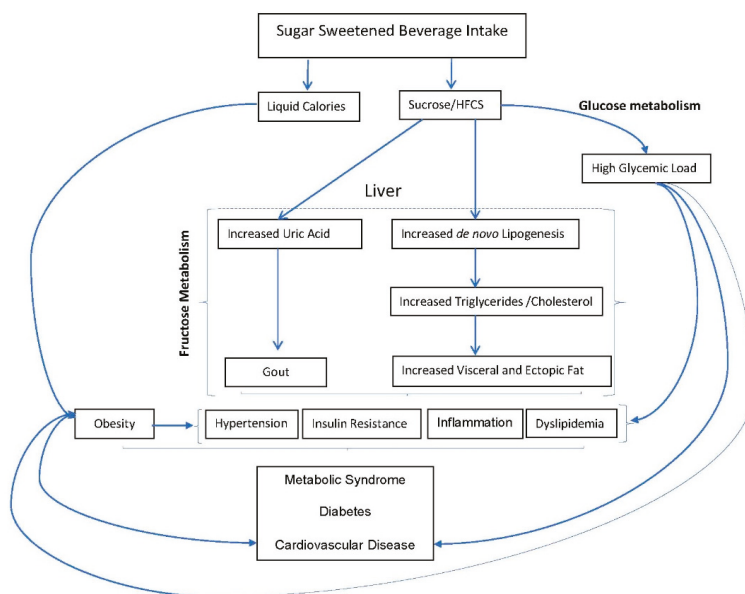 Sugar Sweetened Beverage Intake
Liquid Calories
Sucrose/HFCS
Glucose metabolism
High Glycemic Load
Liver
Fructose Metabolism
Increased Uric Acid
Increased de novo Lipogenesis
Increased Triglycerides /Cholesterol
Gout
Increased Visceral and Ectopic Fat
Obesity
Hypertension
Insulin Resistance
Inflammation
Dyslipidemia
Metabolic Syndrome
Diabetes
Cardiovascular Disease